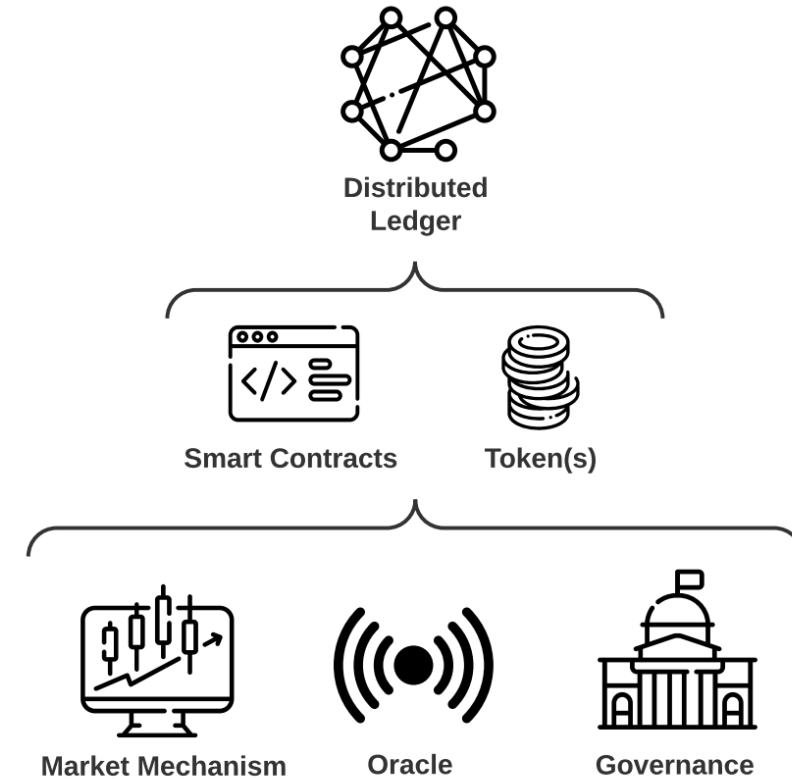 Distributed
Ledger
Smart Contracts
Token(s)
Market Mechanism
Oracle
Governance